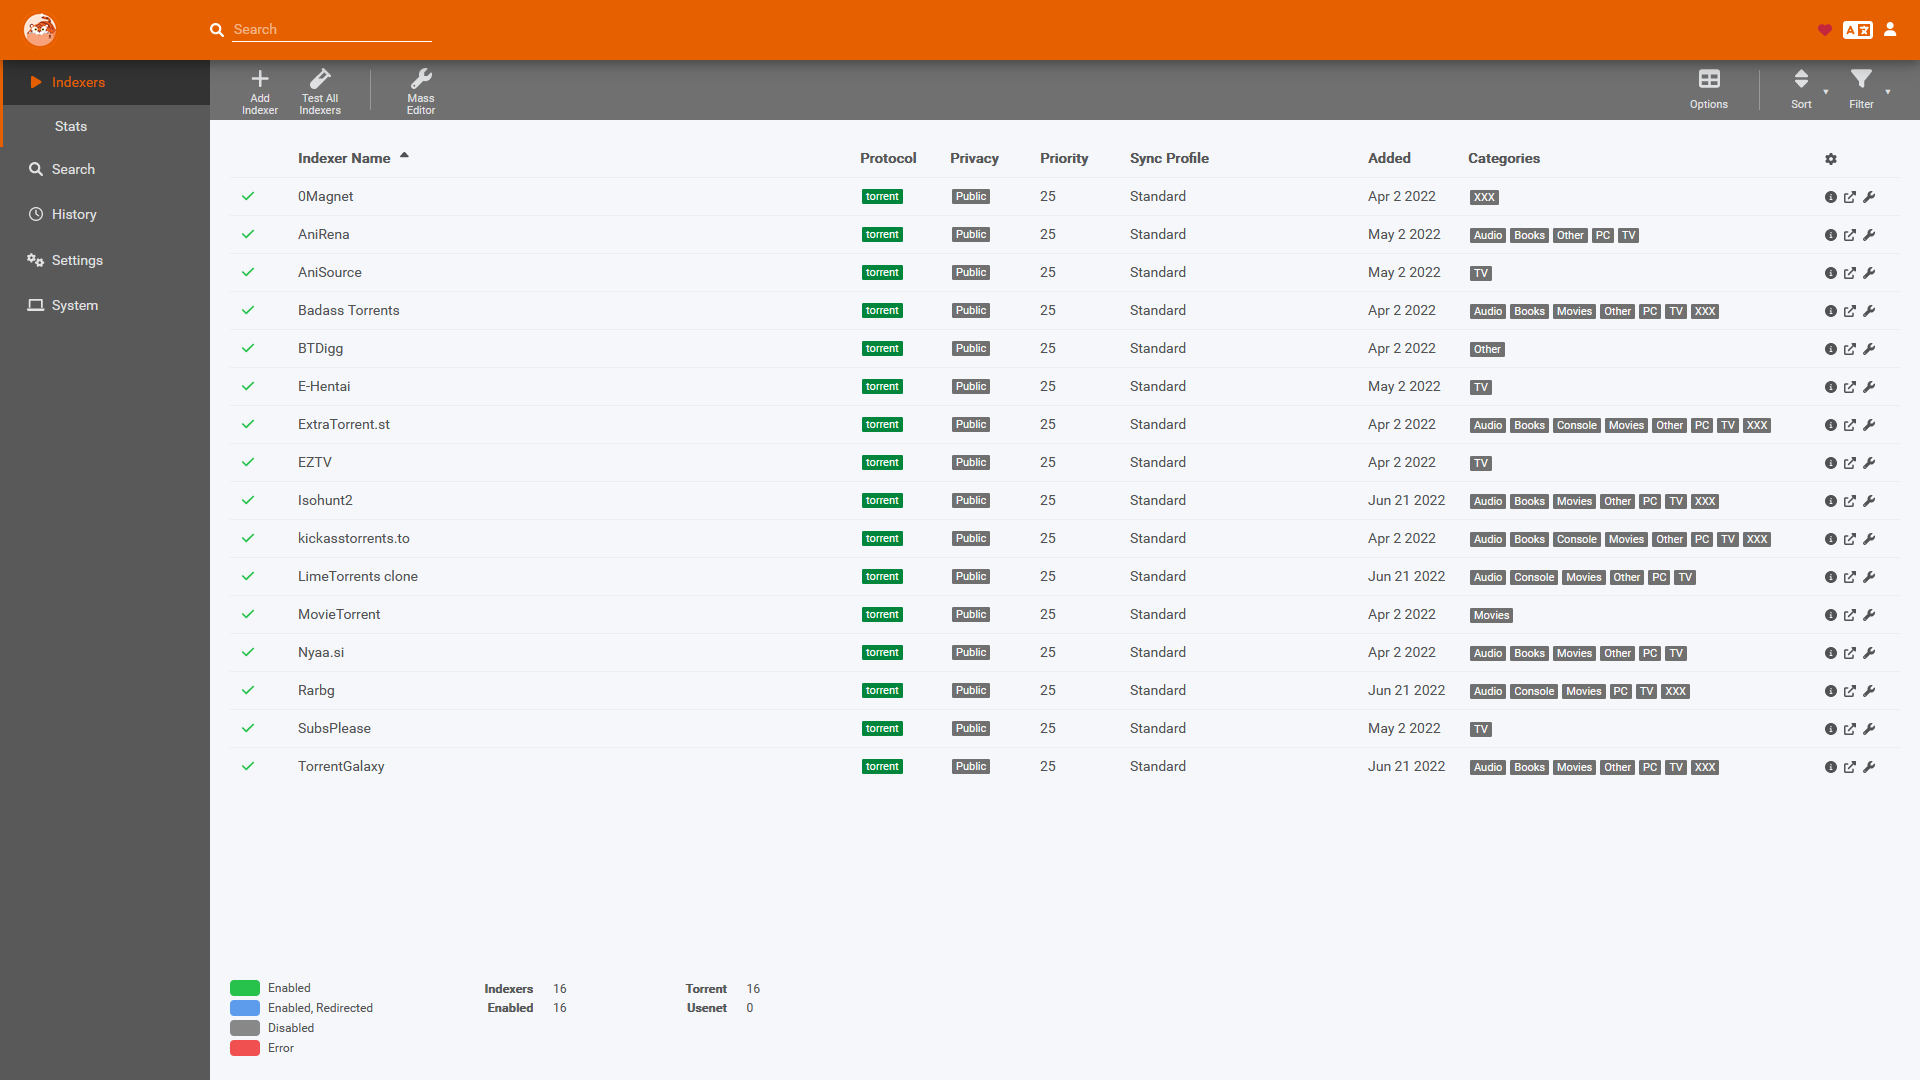 Search
Indexers
Stats
Search
History
Settings
System
Add Indexer
Test All Indexers
Mass Editor
Options
Sort
Filter
Indexer Name Protocol Privacy Priority Sync Profile Added Categories
0Magnet torrent Public 25 Standard Apr 2 2022 XXX
AniRena torrent Public 25 Standard May 2 2022 Audio Books Other PC TV
AniSource torrent Public 25 Standard May 2 2022 TV
Badass Torrents torrent Public 25 Standard Apr 2 2022 Audio Books Movies Other PC TV XXX
BTDigg torrent Public 25 Standard Apr 2 2022 Other
E-Hentai torrent Public 25 Standard May 2 2022 TV
ExtraTorrent.st torrent Public 25 Standard Apr 2 2022 Audio Books Console Movies Other PC TV XXX
EZTV torrent Public 25 Standard Apr 2 2022 TV
Isohunt2 torrent Public 25 Standard Jun 21 2022 Audio Books Movies Other PC TV XXX
kickasstorrents.to torrent Public 25 Standard Apr 2 2022 Audio Books Console Movies Other PC TV XXX
LimeTorrents clone torrent Public 25 Standard Jun 21 2022 Audio Console Movies Other PC TV
MovieTorrent torrent Public 25 Standard Apr 2 2022 Movies
Nyaa.si torrent Public 25 Standard Apr 2 2022 Audio Books Movies Other PC TV
Rarbg torrent Public 25 Standard Jun 21 2022 Audio Console Movies PC TV XXX
SubsPlease torrent Public 25 Standard May 2 2022 TV
TorrentGalaxy torrent Public 25 Standard Jun 21 2022 Audio Books Movies Other PC TV XXX
Enabled
Enabled, Redirected
Disabled
Error
Indexers 16
Enabled 16
Torrent 16
Usenet 0